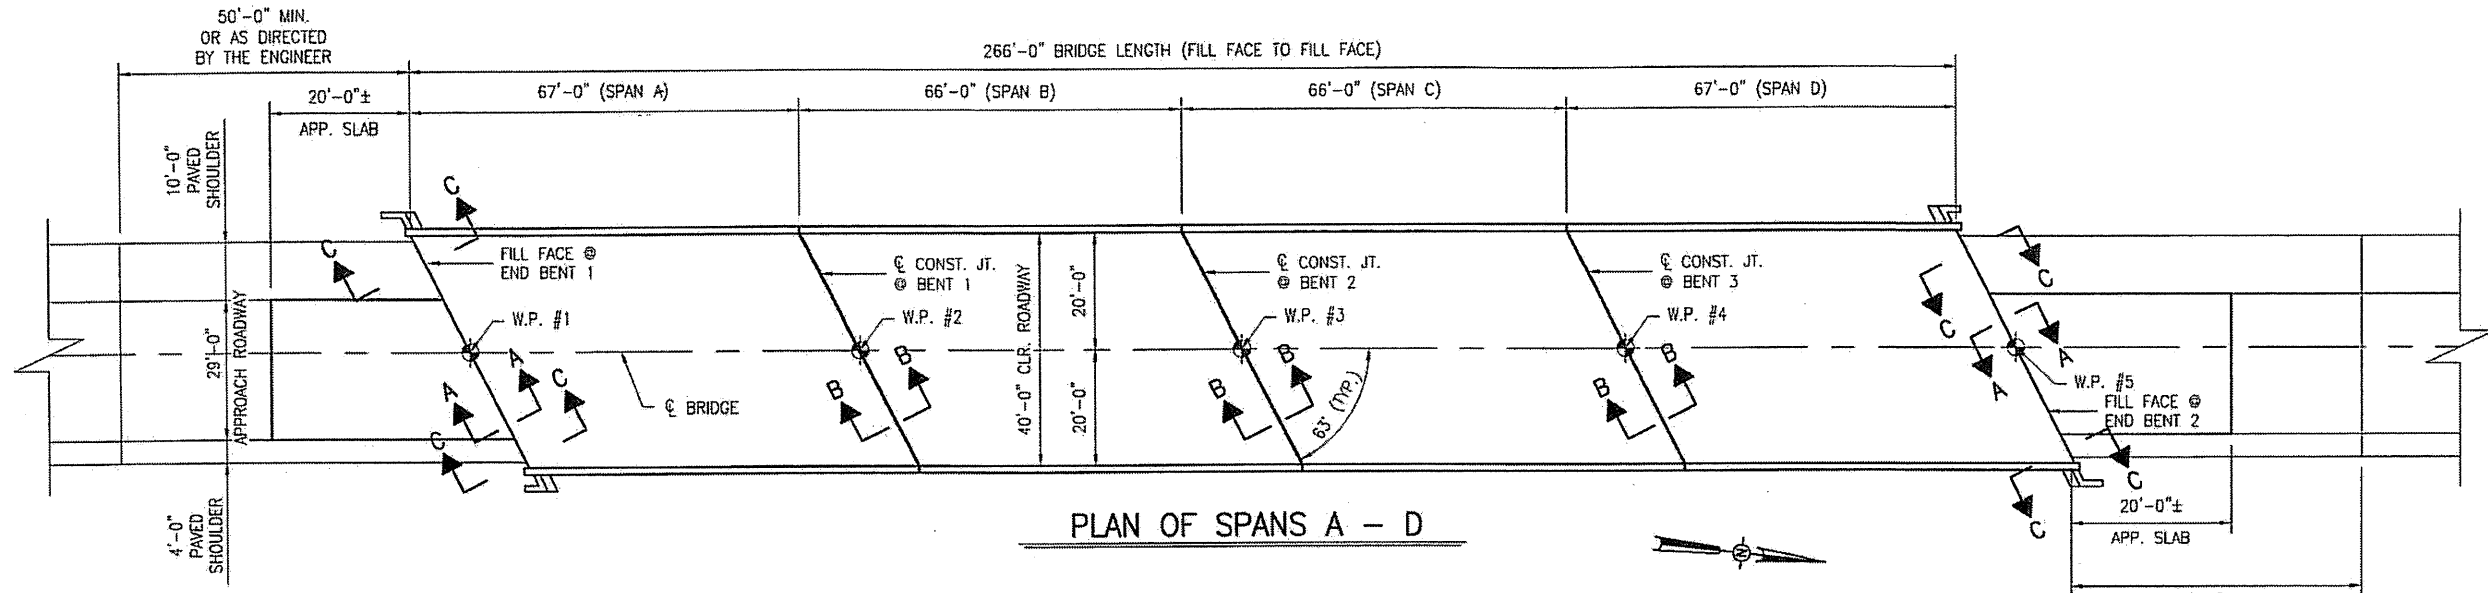 50'-0" MIN.
OR AS DIRECTED
BY THE ENGINEER
266'-0" BRIDGE LENGTH (FILL FACE TO FILL FACE)
20'-0"±
APP. SLAB
67'-0" (SPAN A)
66'-0" (SPAN B)
66'-0" (SPAN C)
67'-0" (SPAN D)
10'-0"
PAVED
SHOULDER
C
C
FILL FACE @
END BENT 1
℄ CONST. JT.
@ BENT 1
℄ CONST. JT.
@ BENT 2
℄ CONST. JT.
@ BENT 3
C
C
W.P. #1
W.P. #2
W.P. #3
W.P. #4
W.P. #5
29'-0"
APPROACH ROADWAY
40'-0" CLR. ROADWAY
20'-0"
20'-0"
A
A
C
C
℄ BRIDGE
B
B
B
B
63° (TYP.)
B
B
A
A
FILL FACE @
END BENT 2
C
C
4'-0"
PAVED
SHOULDER
PLAN OF SPANS A - D
N
20'-0"±
APP. SLAB